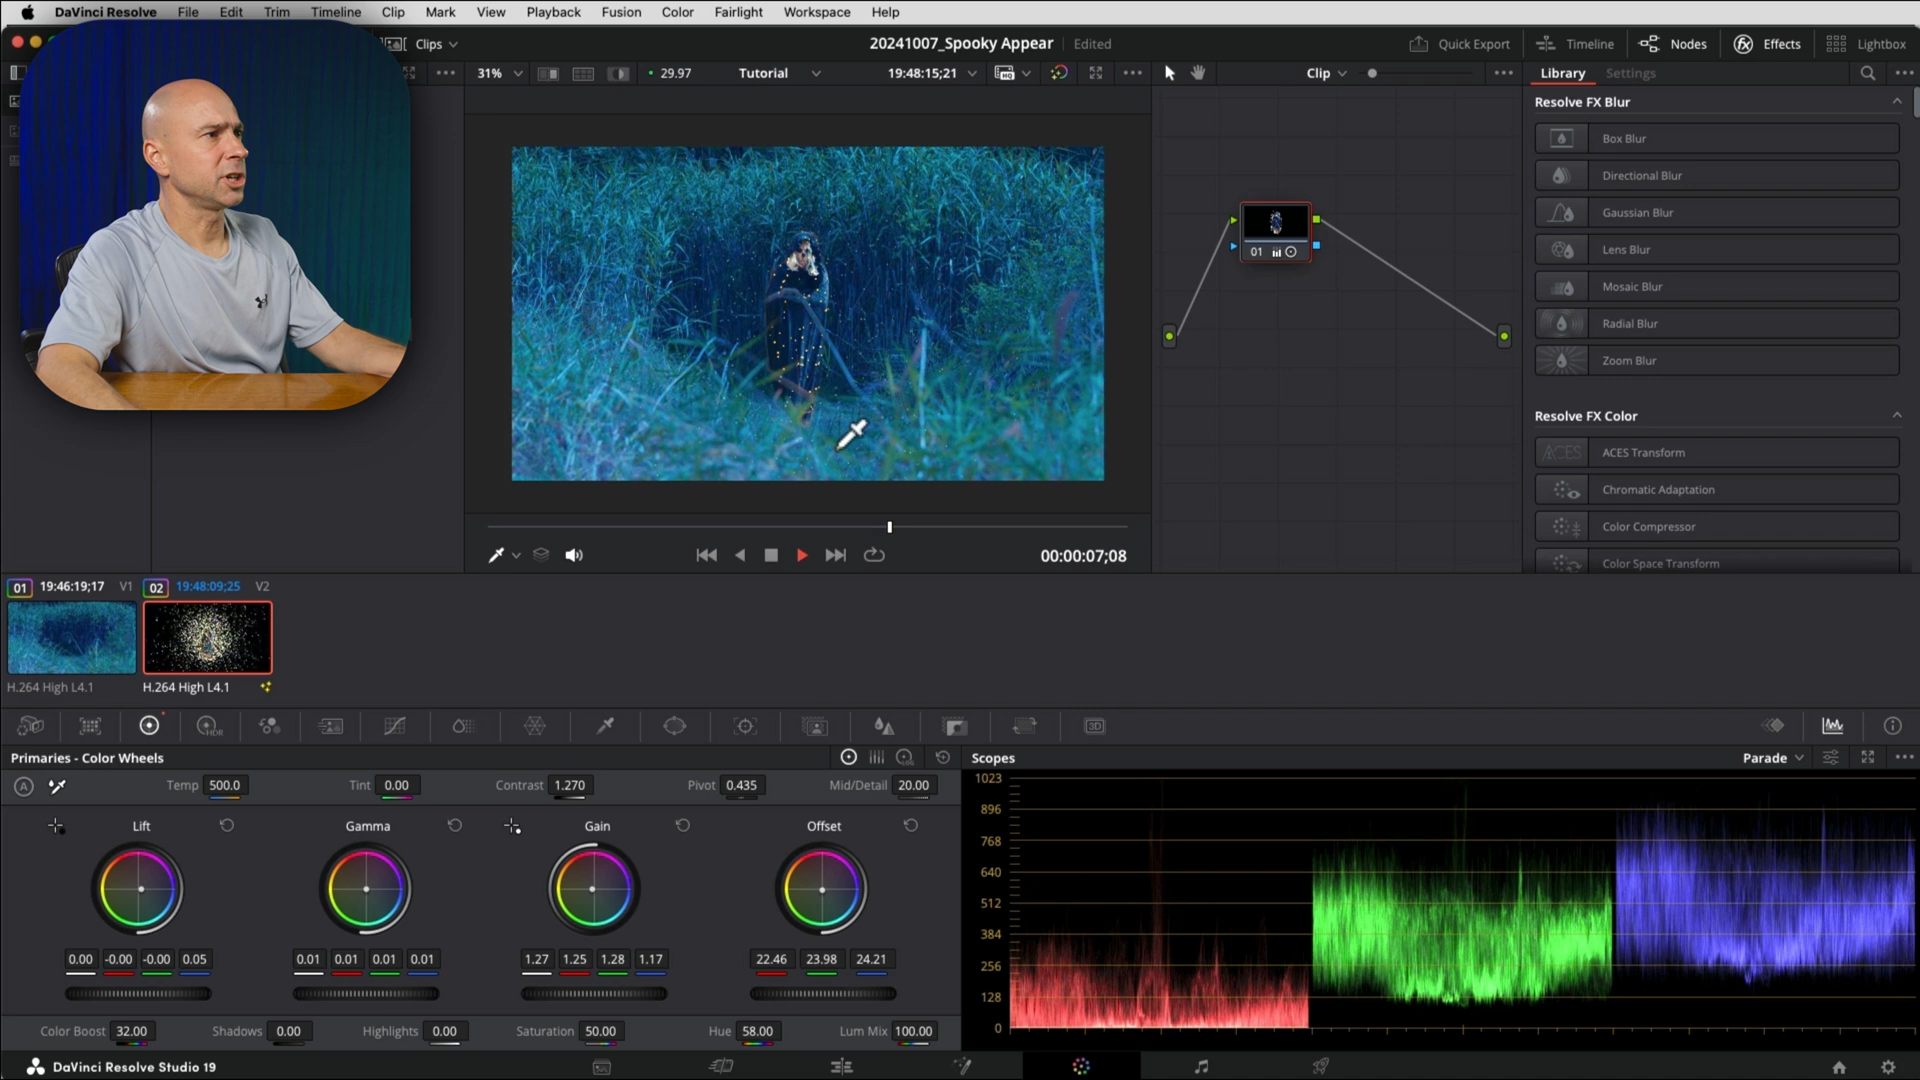 DaVinci Resolve File Edit Trim Timeline Clip Mark View Playback Fusion Color Fairlight Workspace Help
Clips 20241007_Spooky Appear Edited Quick Export Timeline Nodes Effects Lightbox
31% 29.97 Tutorial 19:48:15;21 Clip Library Settings
Resolve FX Blur
Box Blur
Directional Blur
Gaussian Blur
Lens Blur
Mosaic Blur
Radial Blur
Zoom Blur
01
Resolve FX Color
ACES ACES Transform
Chromatic Adaptation
Color Compressor
Color Space Transform
00:00:07;08
01 19:46:19;17 V1 02 19:48:09;25 V2
H.264 High L4.1 H.264 High L4.1
HDR 3D
Primaries - Color Wheels Scopes Parade
A Temp 500.0 Tint 0.00 Contrast 1.270 Pivot 0.435 Mid/Detail 20.00
Lift Gamma Gain Offset
0.00 -0.00 -0.00 0.05 0.01 0.01 0.01 0.01 1.27 1.25 1.28 1.17 22.46 23.98 24.21
Color Boost 32.00 Shadows 0.00 Highlights 0.00 Saturation 50.00 Hue 58.00 Lum Mix 100.00
1023
896
768
640
512
384
256
128
0
DaVinci Resolve Studio 19